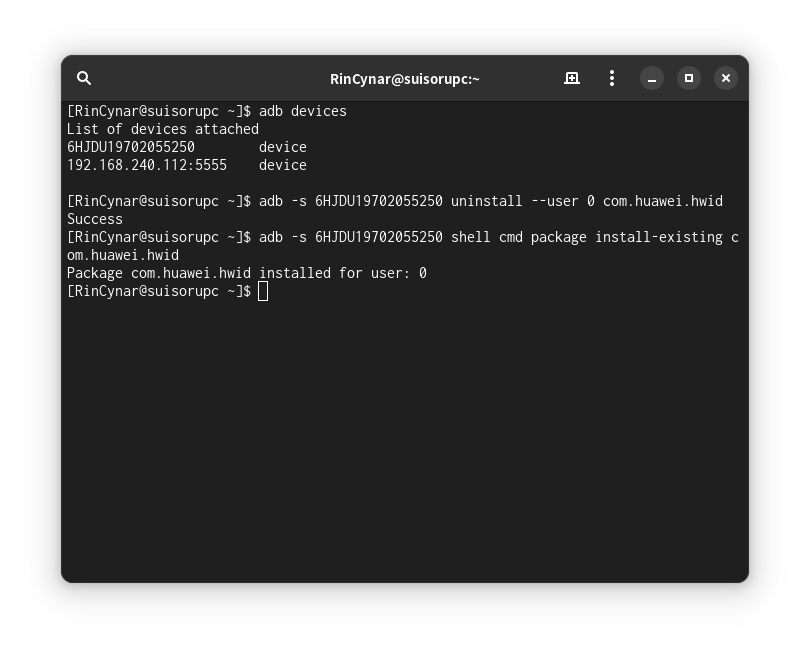 RinCynar@suisorupc:~
[RinCynar@suisorupc ~]$ adb devices
List of devices attached
6HJDU19702055250        device
192.168.240.112:5555    device
[RinCynar@suisorupc ~]$ adb -s 6HJDU19702055250 uninstall --user 0 com.huawei.hwid
Success
[RinCynar@suisorupc ~]$ adb -s 6HJDU19702055250 shell cmd package install-existing c
om.huawei.hwid
Package com.huawei.hwid installed for user: 0
[RinCynar@suisorupc ~]$